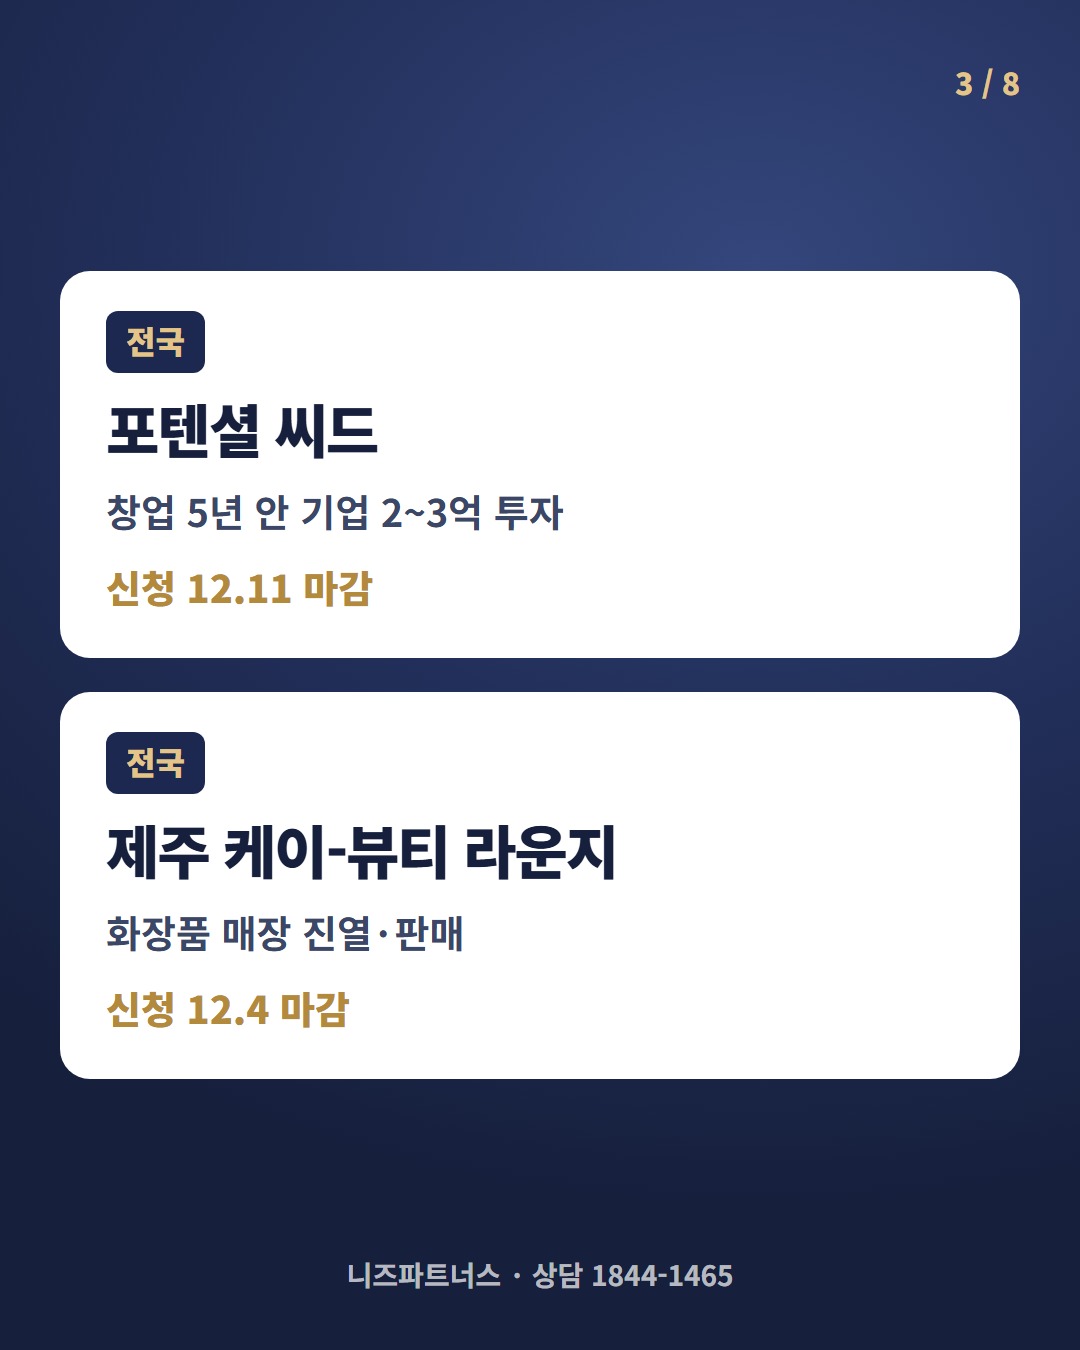 3 / 8
전국
포텐셜 씨드
창업 5년 안 기업 2~3억 투자
신청 12.11 마감
전국
제주 케이-뷰티 라운지
화장품 매장 진열·판매
신청 12.4 마감
니즈파트너스 · 상담 1844-1465